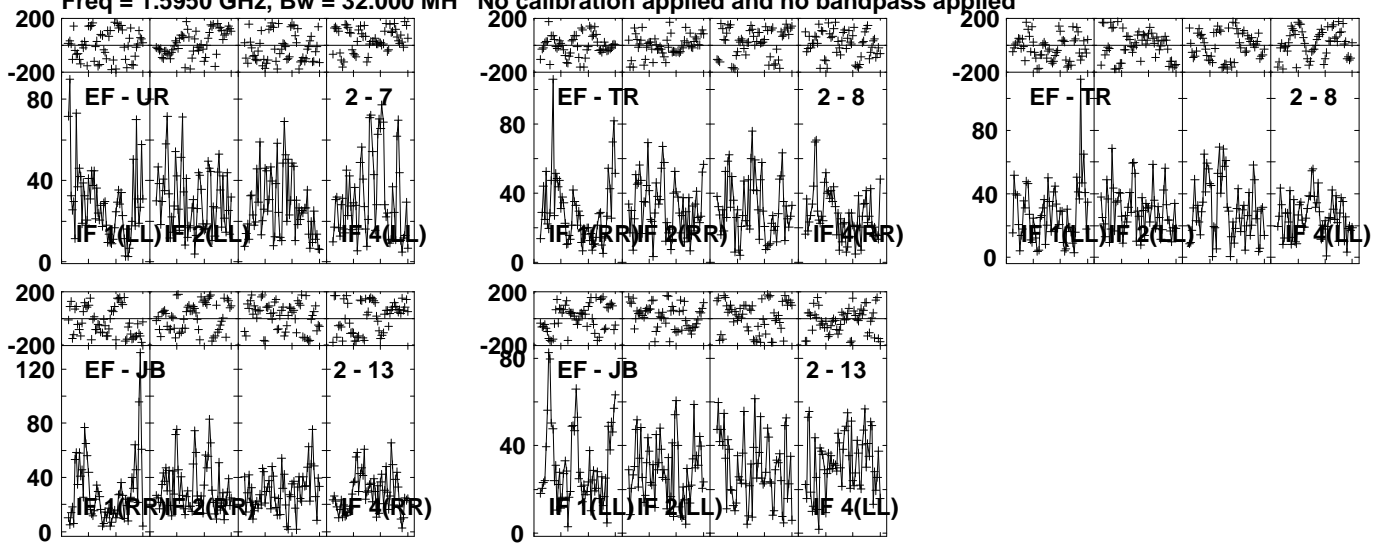 Freq = 1.5950 GHz, Bw = 32.000 MH No calibration applied and no bandpass applied
200
-200
80
40
0
EF - UR 2 - 7
IF 1(LL) IF 2(LL) IF 4(LL)
200
-200
80
40
0
EF - TR 2 - 8
IF 1(RR) IF 2(RR) IF 4(RR)
200
-200
80
40
0
EF - TR 2 - 8
IF 1(LL) IF 2(LL) IF 4(LL)
200
-200
120
80
40
0
EF - JB 2 - 13
IF 1(RR) IF 2(RR) IF 4(RR)
200
-200
80
40
0
EF - JB 2 - 13
IF 1(LL) IF 2(LL) IF 4(LL)